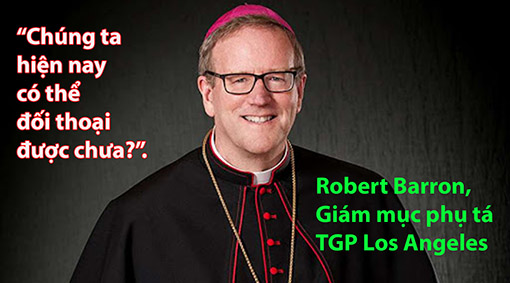 “Chúng ta
hiện nay
có thể
đối thoại
được chưa?”.
Robert Barron,
Giám mục phụ tá
TGP Los Angeles